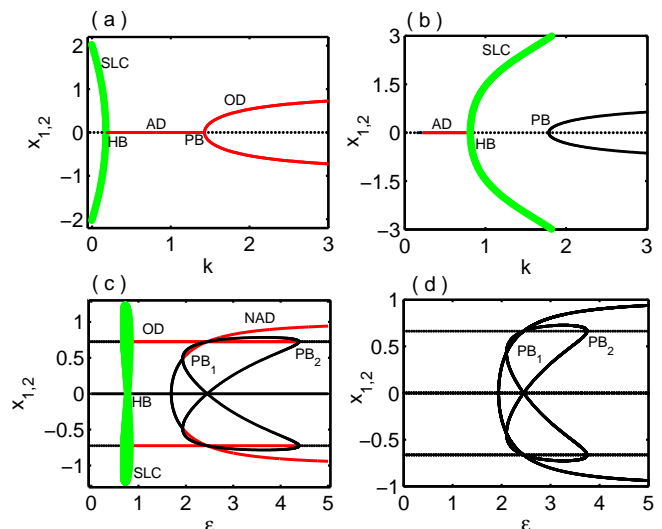 ( a )
2
1
0
−1
−2
x1,2
SLC
AD
HB
PB
OD
0
1
2
3
k
( b )
3
1.5
0
−1.5
−3
x1,2
SLC
AD
HB
PB
0
1
2
3
k
( c )
1
0.5
0
−0.5
−1
x1,2
OD
NAD
PB1
PB2
HB
SLC
0
1
2
3
4
5
ε
( d )
1
0.5
0
−0.5
−1
x1,2
PB1
PB2
0
1
2
3
4
5
ε